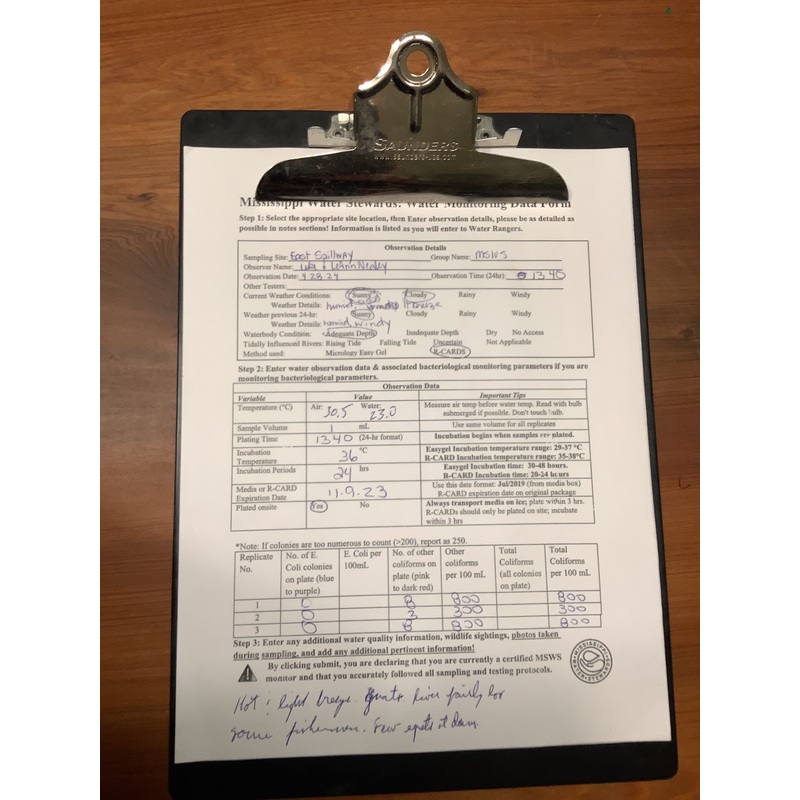 SAUNDERS
www.saunders-usa.com
Mississippi Water Stewards: Water Monitoring Data Form
Step 1: Select the appropriate site location, then Enter observation details, please be as detailed as
possible in notes sections! Information is listed as you will enter to Water Rangers.
Observation Details
Sampling Site: East Spillway Group Name: MSWS
Observer Name: & LeAnn Nealey
Observation Date: 9.28.24 Observation Time (24hr): 1340
Other Testers:
Current Weather Conditions: Sunny Cloudy Rainy Windy
Weather Details: humid, breeze
Weather previous 24-hr: Sunny Cloudy Rainy Windy
Weather Details: humid, windy
Waterbody Condition: Adequate Depth Inadequate Depth Dry No Access
Tidally Influenced Rivers: Rising Tide Falling Tide Uncertain Not Applicable
Method used: Micrology Easy Gel R-CARDS
Step 2: Enter water observation data & associated bacteriological monitoring parameters if you are
monitoring bacteriological parameters.
Observation Data
Variable Value Important Tips
Temperature (°C) Air: 30.5 Water: 23.0 Measure air temp before water temp. Read with bulb
submerged if possible. Don't touch bulb.
Sample Volume 1 mL Use same volume for all replicates
Plating Time 1340 (24-hr format) Incubation begins when samples are plated.
Incubation
Temperature 36 °C Easygel Incubation temperature range: 29-37 °C
R-CARD Incubation temperature range: 35-38°C
Incubation Periods 24 hrs Easygel Incubation time: 30-48 hours.
R-CARD Incubation time: 20-24 hours
Media or R-CARD
Expiration Date 11.9.23 Use this date format: Jul/2019 (from media box)
R-CARD expiration date on original package
Plated onsite Yes No Always transport media on ice; plate within 3 hrs.
R-CARDs should only be plated on site; incubate
within 3 hrs
*Note: If colonies are too numerous to count (>200), report as 250.
Replicate No. No. of E. Coli colonies on plate (blue to purple) E. Coli per 100mL No. of other coliforms on plate (pink to dark red) Other coliforms per 100 mL Total Coliforms (all colonies on plate) Total Coliforms per 100 mL
1 0 8 800 800
2 0 3 300 300
3 0 8 800 800
Step 3: Enter any additional water quality information, wildlife sightings, photos taken
during sampling, and add any additional pertinent information!
By clicking submit, you are declaring that you are currently a certified MSWS
monitor and that you accurately followed all sampling and testing protocols.
MISSISSIPPI WATER STEWARDS
Hot; light breeze. river fairly low
some fishermen. Few egrets at dam.